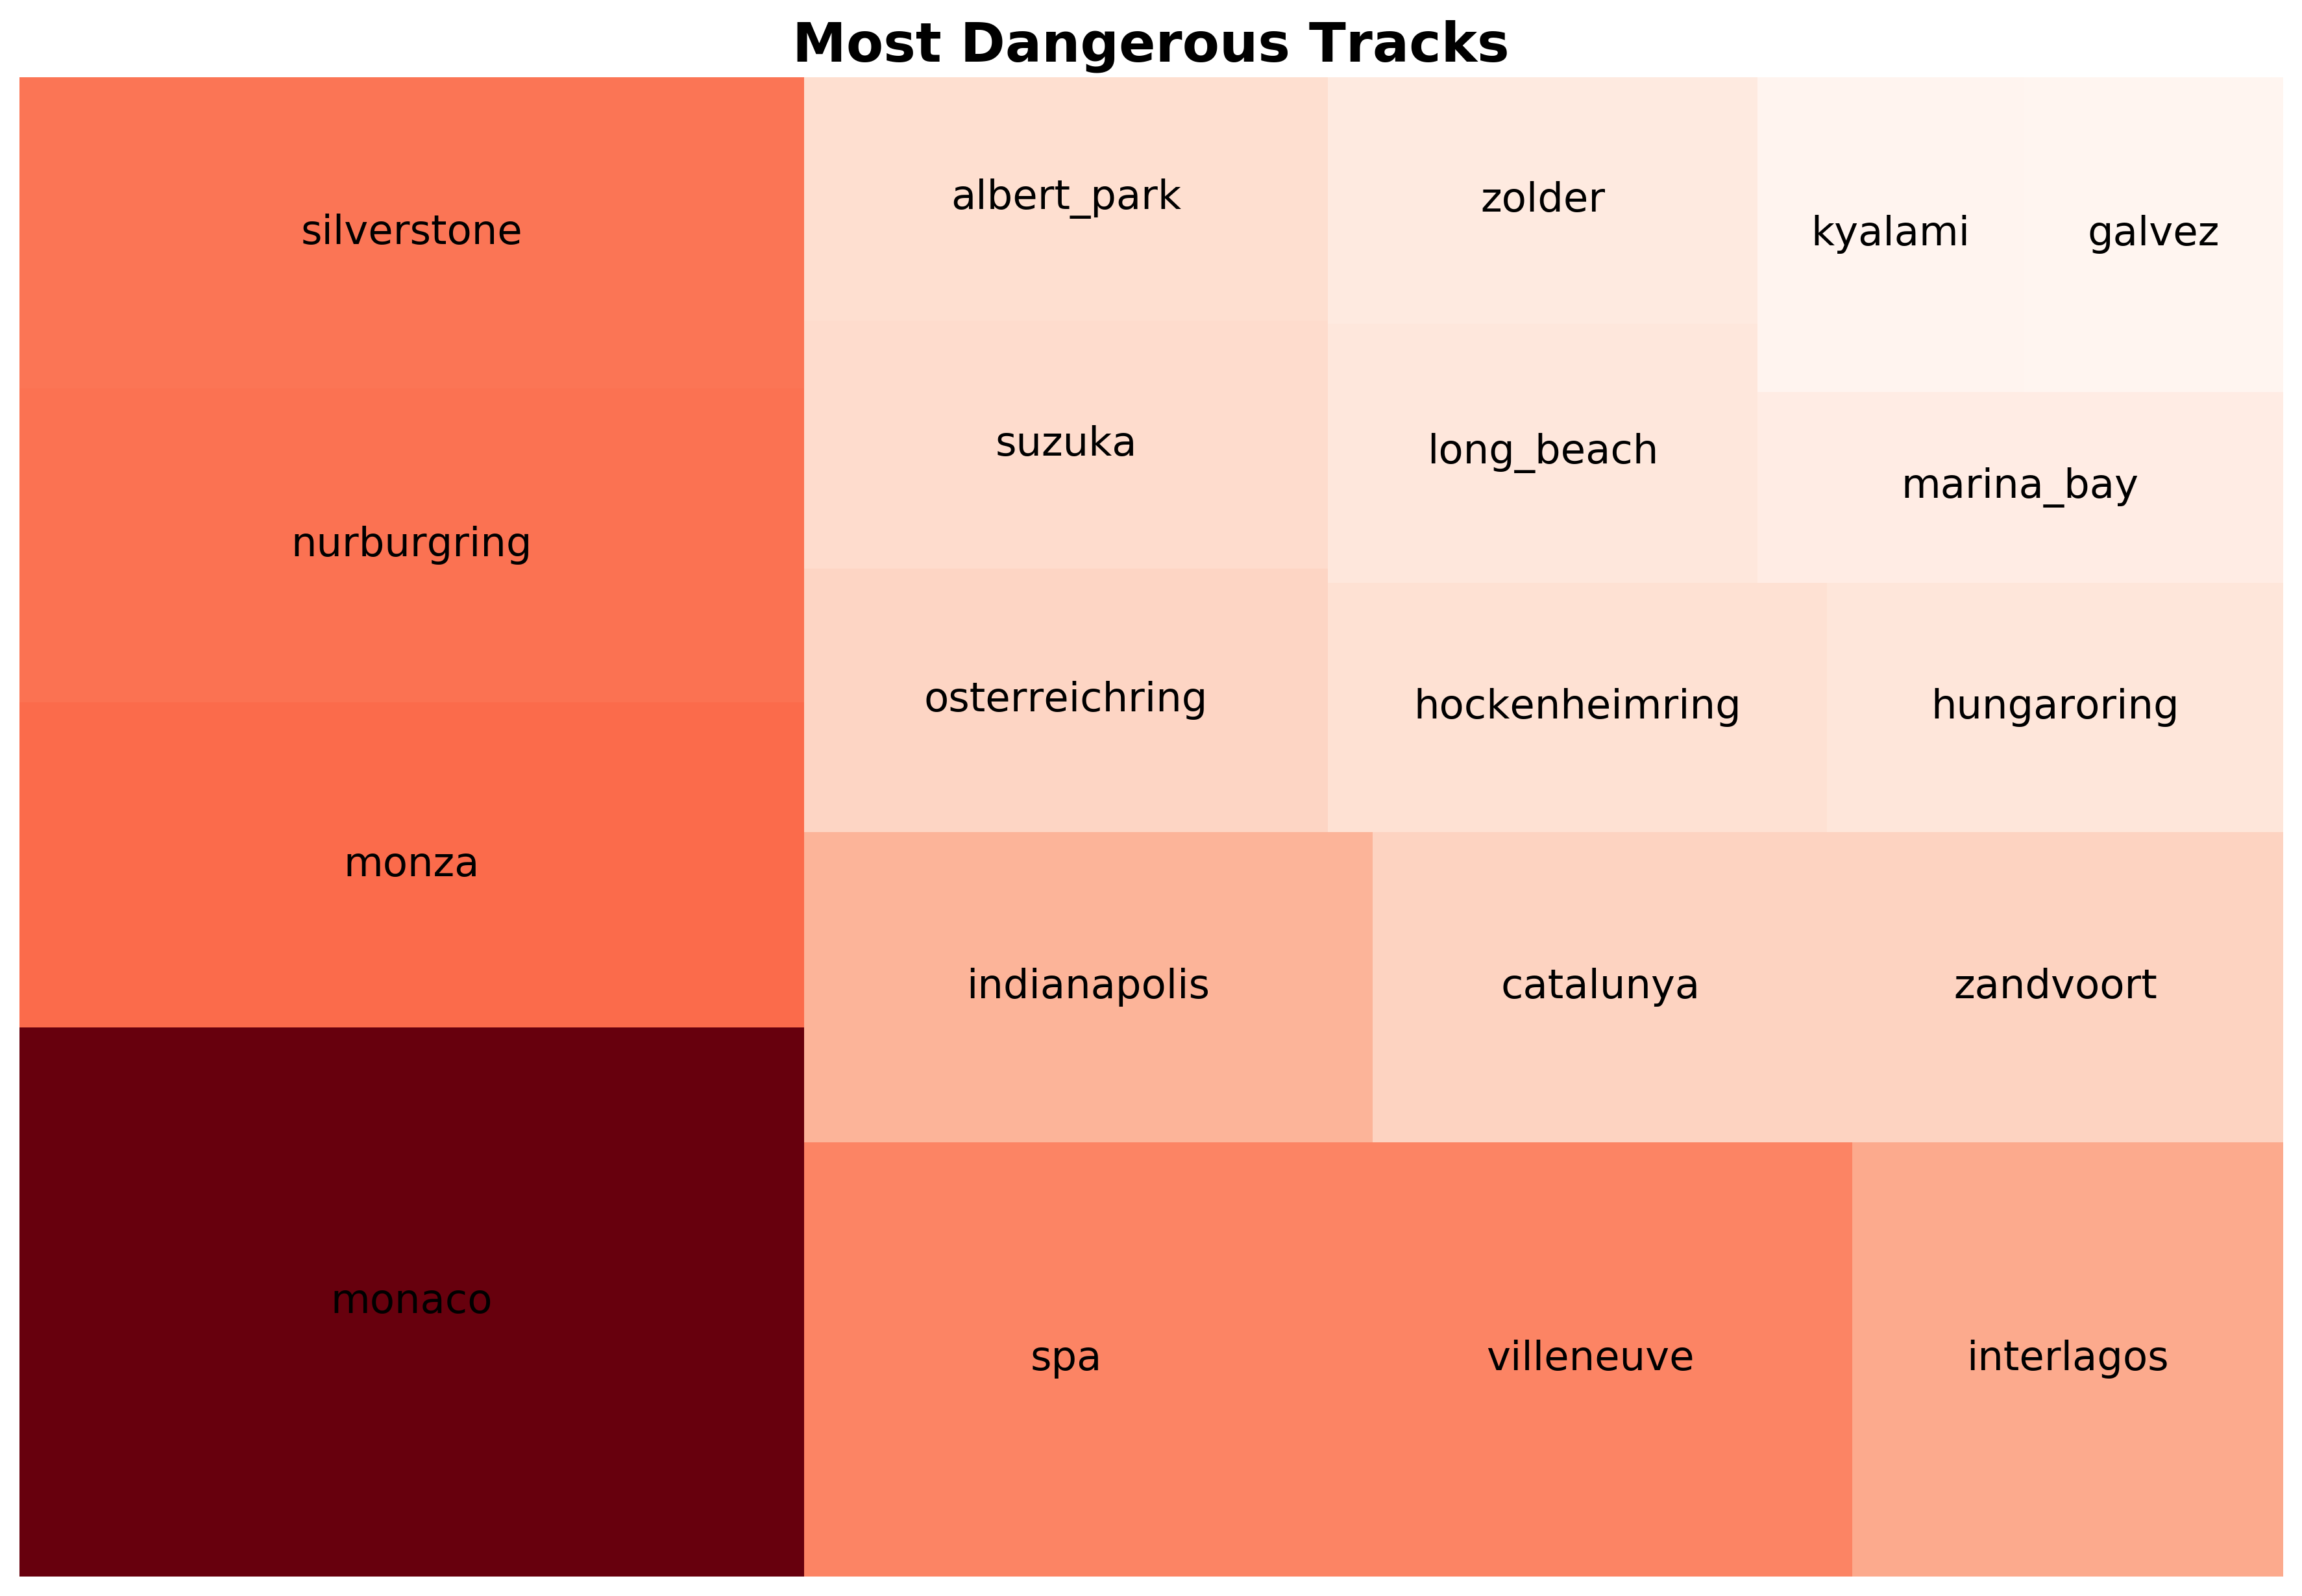 Most Dangerous Tracks
silverstone
nurburgring
monza
monaco
albert_park
zolder
kyalami
galvez
suzuka
long_beach
marina_bay
osterreichring
hockenheimring
hungaroring
indianapolis
catalunya
zandvoort
spa
villeneuve
interlagos